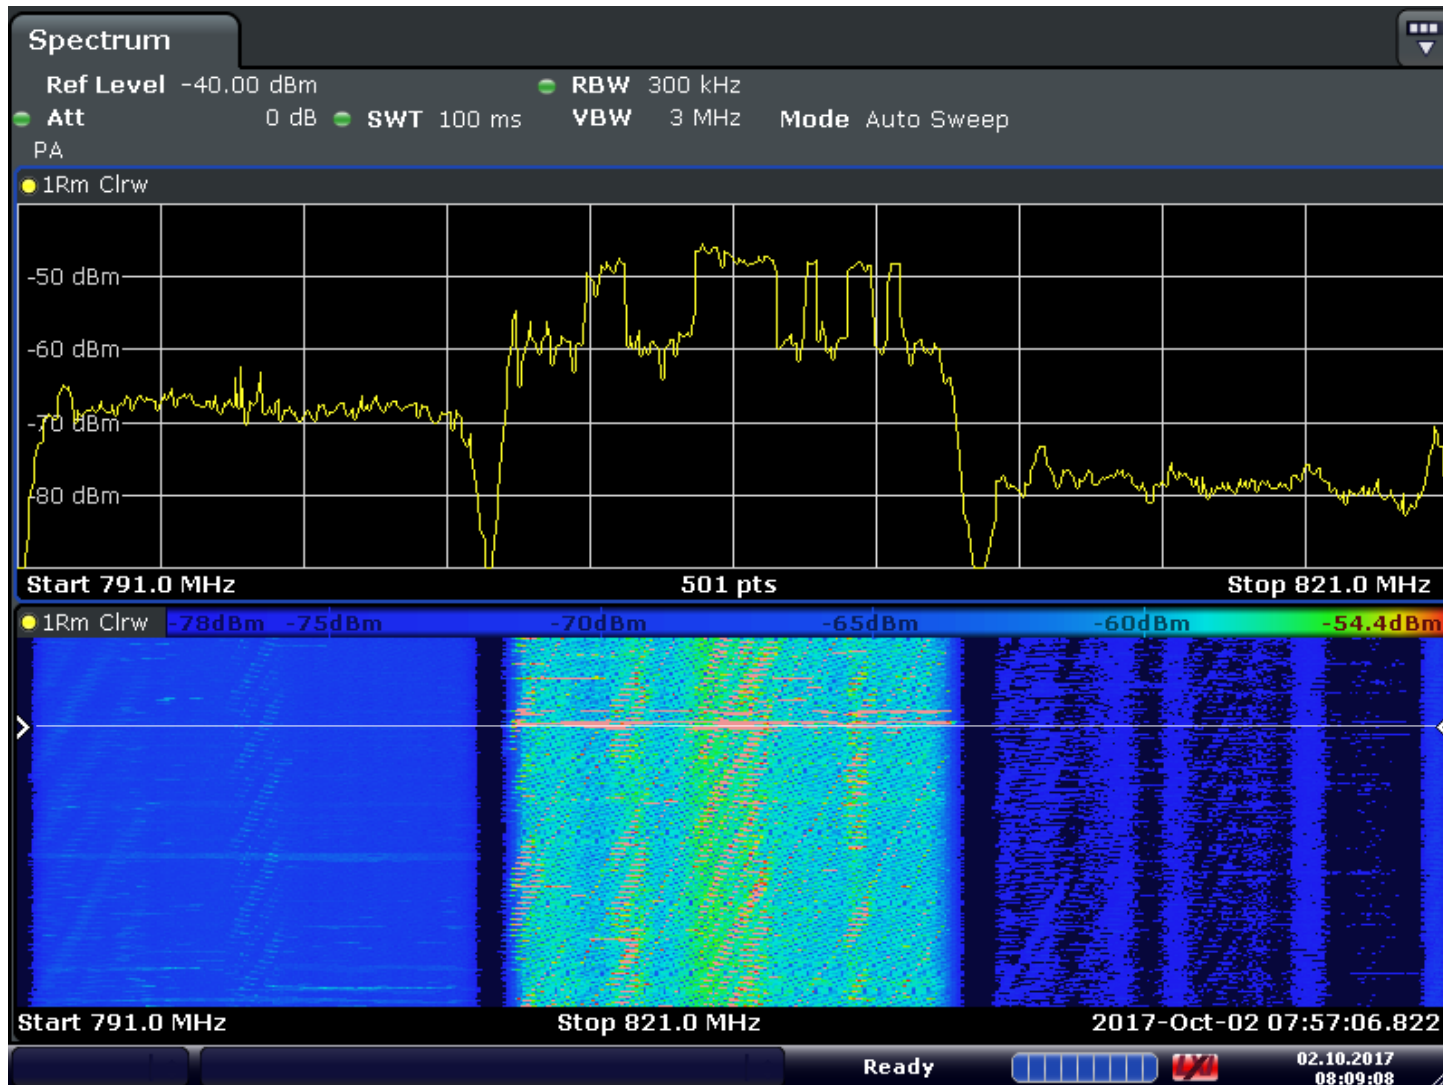 Spectrum
Ref Level -40.00 dBm RBW 300 kHz
Att 0 dB SWT 100 ms VBW 3 MHz Mode Auto Sweep
PA
1Rm Clrw
-50 dBm
-60 dBm
-70 dBm
-80 dBm
Start 791.0 MHz 501 pts Stop 821.0 MHz
1Rm Clrw -78dBm -75dBm -70dBm -65dBm -60dBm -54.4dBm
Start 791.0 MHz Stop 821.0 MHz 2017-Oct-02 07:57:06.822
Ready 02.10.2017
08:09:08